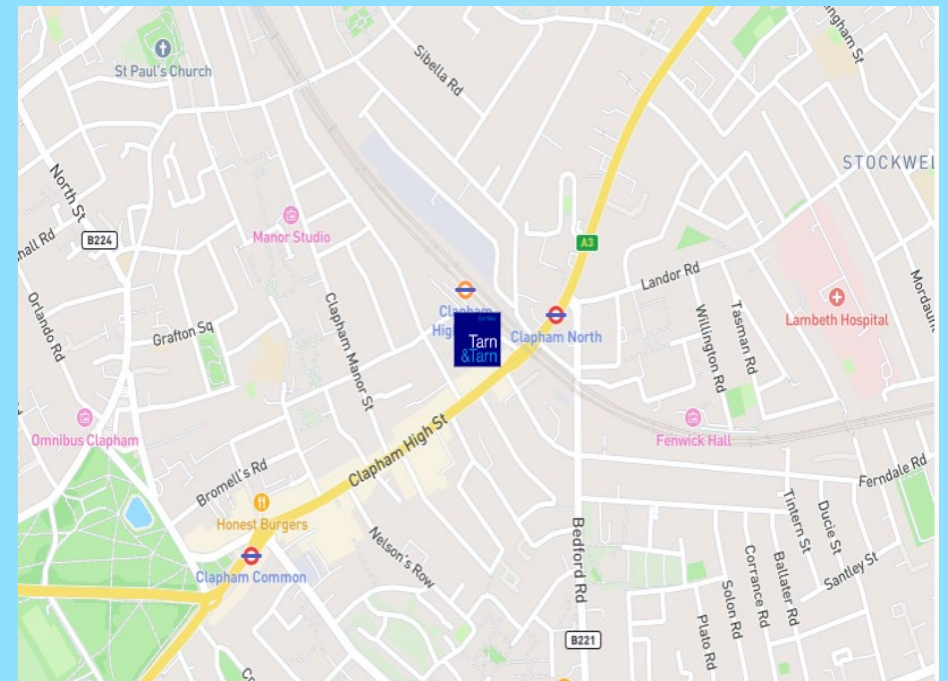 St Paul's Church
Sibella Rd
STOCKWEL
North St
B224
Manor Studio
A3
Landor Rd
Orlando Rd
Grafton Sq
Clapham Manor St
Clapham
Clapham North
Tarn
&Tarn
Willington Rd
Tasman Rd
Lambeth Hospital
Omnibus Clapham
Clapham High St
Fenwick Hall
Bromell's Rd
Ferndale Rd
Honest Burgers
Nelson's Row
Bedford Rd
Tintern St
Ducie St
Clapham Common
Santley St
Corrance Rd
Ballater Rd
Solon Rd
Plato Rd
B221